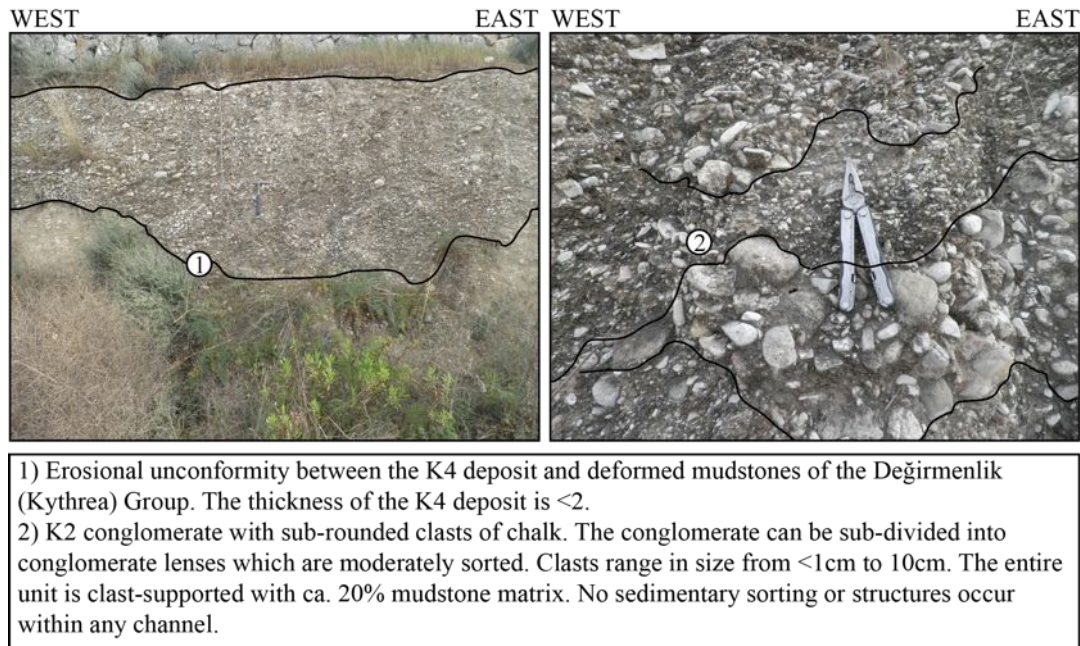 WEST EAST WEST EAST
1
2
1) Erosional unconformity between the K4 deposit and deformed mudstones of the Değirmenlik
(Kythrea) Group. The thickness of the K4 deposit is <2.
2) K2 conglomerate with sub-rounded clasts of chalk. The conglomerate can be sub-divided into
conglomerate lenses which are moderately sorted. Clasts range in size from <1cm to 10cm. The entire
unit is clast-supported with ca. 20% mudstone matrix. No sedimentary sorting or structures occur
within any channel.